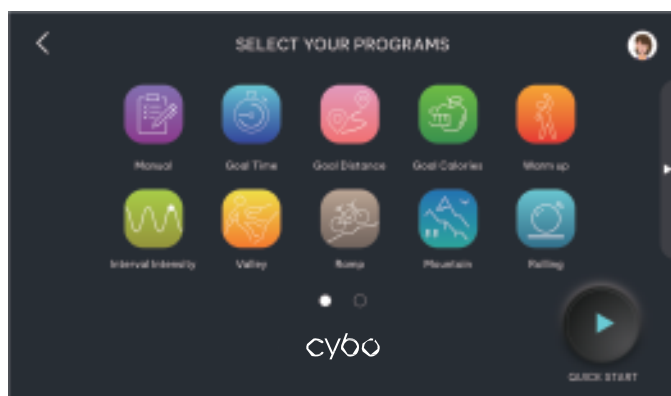 SELECT YOUR PROGRAMS
Manual
Goal Time
Goal Distance
Goal Calories
Warm up
Interval Intensity
Valley
Ramp
Mountain
Rolling
cybo
QUICK START